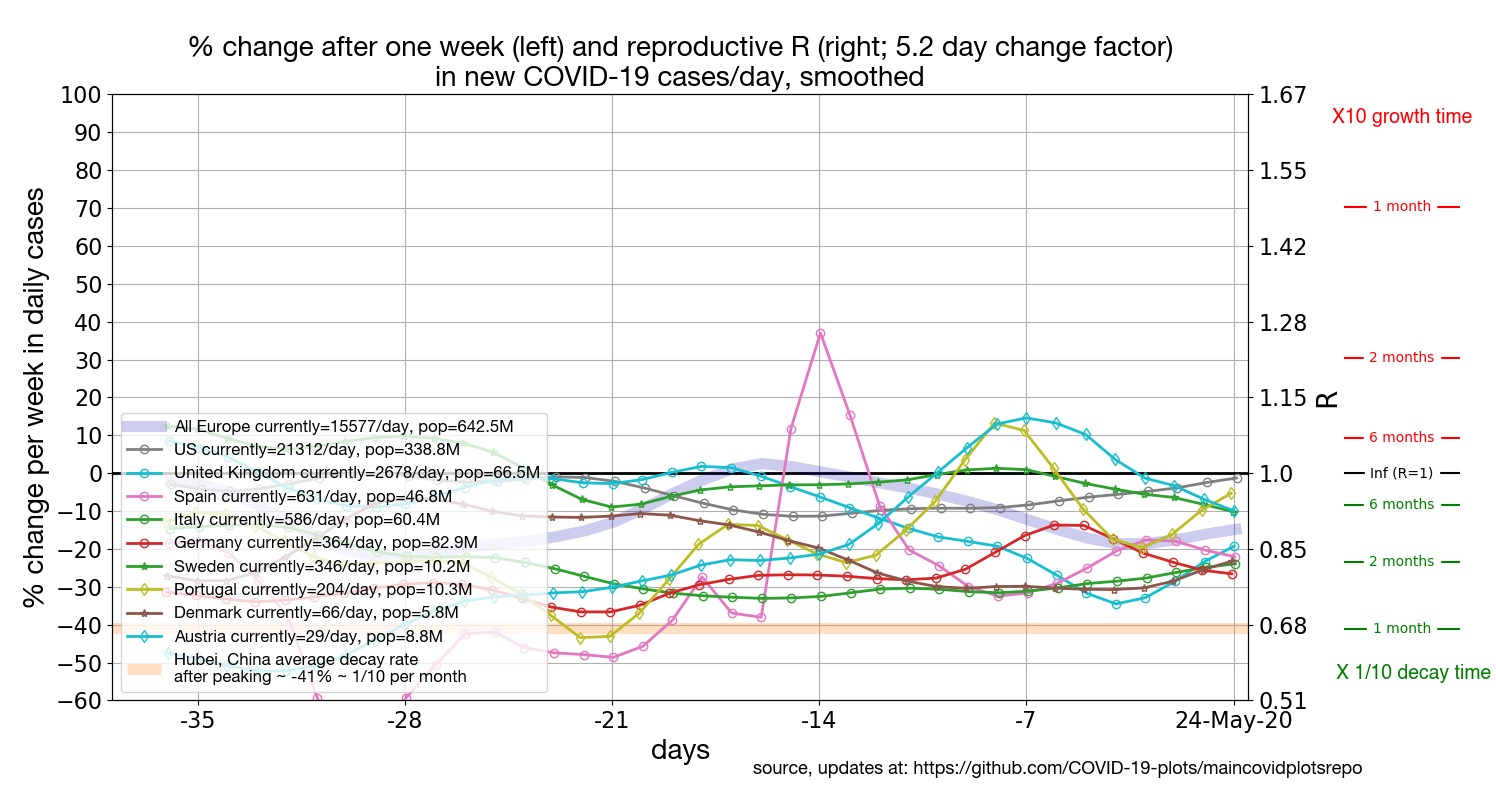 % change after one week (left) and reproductive R (right; 5.2 day change factor)
in new COVID-19 cases/day, smoothed
% change per week in daily cases
100
90
80
70
60
50
40
30
20
10
0
−10
−20
−30
−40
−50
−60
All Europe currently=15577/day, pop=642.5M
US currently=21312/day, pop=338.8M
United Kingdom currently=2678/day, pop=66.5M
Spain currently=631/day, pop=46.8M
Italy currently=586/day, pop=60.4M
Germany currently=364/day, pop=82.9M
Sweden currently=346/day, pop=10.2M
Portugal currently=204/day, pop=10.3M
Denmark currently=66/day, pop=5.8M
Austria currently=29/day, pop=8.8M
Hubei, China average decay rate
after peaking ~ -41% ~ 1/10 per month
-35
-28
-21
-14
-7
24-May-20
days
1.67
1.55
1.42
1.28
1.15
1.0
0.85
0.68
0.51
R
X10 growth time
1 month
2 months
6 months
Inf (R=1)
6 months
2 months
1 month
X 1/10 decay time
source, updates at: https://github.com/COVID-19-plots/maincovidplotsrepo